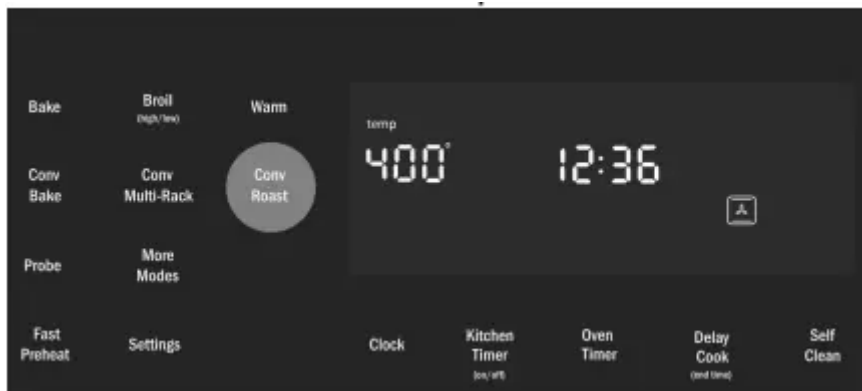 Bake
Broil
(high/low)
Warm
temp
400°
12:36
Conv
Bake
Conv
Multi-Rack
Conv
Roast
Probe
More
Modes
Fast
Preheat
Settings
Clock
Kitchen
Timer
(on/off)
Oven
Timer
Delay
Cook
(end time)
Self
Clean